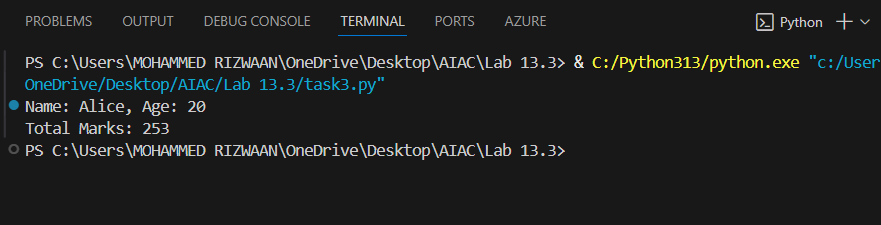 PROBLEMS OUTPUT DEBUG CONSOLE TERMINAL PORTS AZURE Python
PS C:\Users\MOHAMMED RIZWAAN\OneDrive\Desktop\AIAC\Lab 13.3> & C:/Python313/python.exe "c:/User
OneDrive/Desktop/AIAC/Lab 13.3/task3.py"
Name: Alice, Age: 20
Total Marks: 253
PS C:\Users\MOHAMMED RIZWAAN\OneDrive\Desktop\AIAC\Lab 13.3>